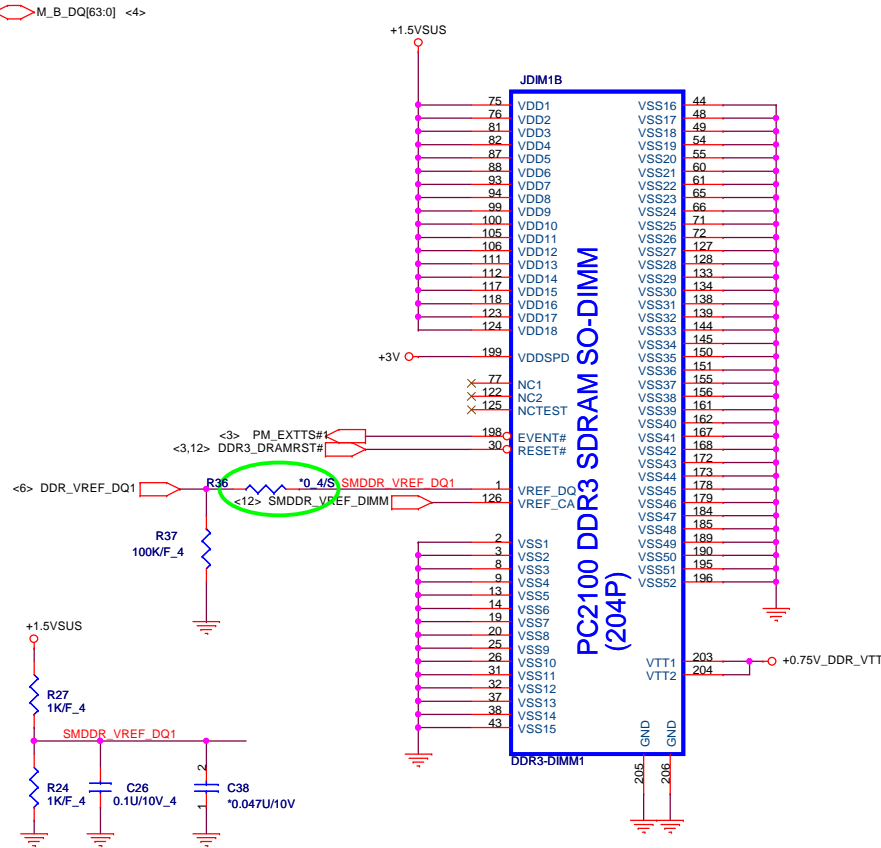 M_B_DQ[63:0] <4>
+1.5VSUS
JDIM1B
75 VDD1
76 VDD2
81 VDD3
82 VDD4
87 VDD5
88 VDD6
93 VDD7
94 VDD8
99 VDD9
100 VDD10
105 VDD11
106 VDD12
111 VDD13
112 VDD14
117 VDD15
118 VDD16
123 VDD17
124 VDD18
+3V 199 VDDSPD
77 NC1
122 NC2
125 NCTEST
<3> PM_EXTTS#1 198 EVENT#
<3,12> DDR3_DRAMRST# 30 RESET#
<6> DDR_VREF_DQ1 R36 *0_4/S SMDDR_VREF_DQ1 1 VREF_DQ
<12> SMDDR_VREF_DIMM 126 VREF_CA
R37
100K/F_4
2 VSS1
3 VSS2
8 VSS3
9 VSS4
13 VSS5
14 VSS6
19 VSS7
20 VSS8
25 VSS9
26 VSS10
31 VSS11
32 VSS12
37 VSS13
38 VSS14
43 VSS15
PC2100 DDR3 SDRAM SO-DIMM
(204P)
VSS16 44
VSS17 48
VSS18 49
VSS19 54
VSS20 55
VSS21 60
VSS22 61
VSS23 65
VSS24 66
VSS25 71
VSS26 72
VSS27 127
VSS28 128
VSS29 133
VSS30 134
VSS31 138
VSS32 139
VSS33 144
VSS34 145
VSS35 150
VSS36 151
VSS37 155
VSS38 156
VSS39 161
VSS40 162
VSS41 167
VSS42 168
VSS43 172
VSS44 173
VSS45 178
VSS46 179
VSS47 184
VSS48 185
VSS49 189
VSS50 190
VSS51 195
VSS52 196
VTT1 203
VTT2 204
+0.75V_DDR_VTT
GND 205
GND 206
DDR3-DIMM1
+1.5VSUS
R27
1K/F_4
SMDDR_VREF_DQ1
R24
1K/F_4
C26
0.1U/10V_4
2
1
C38
*0.047U/10V